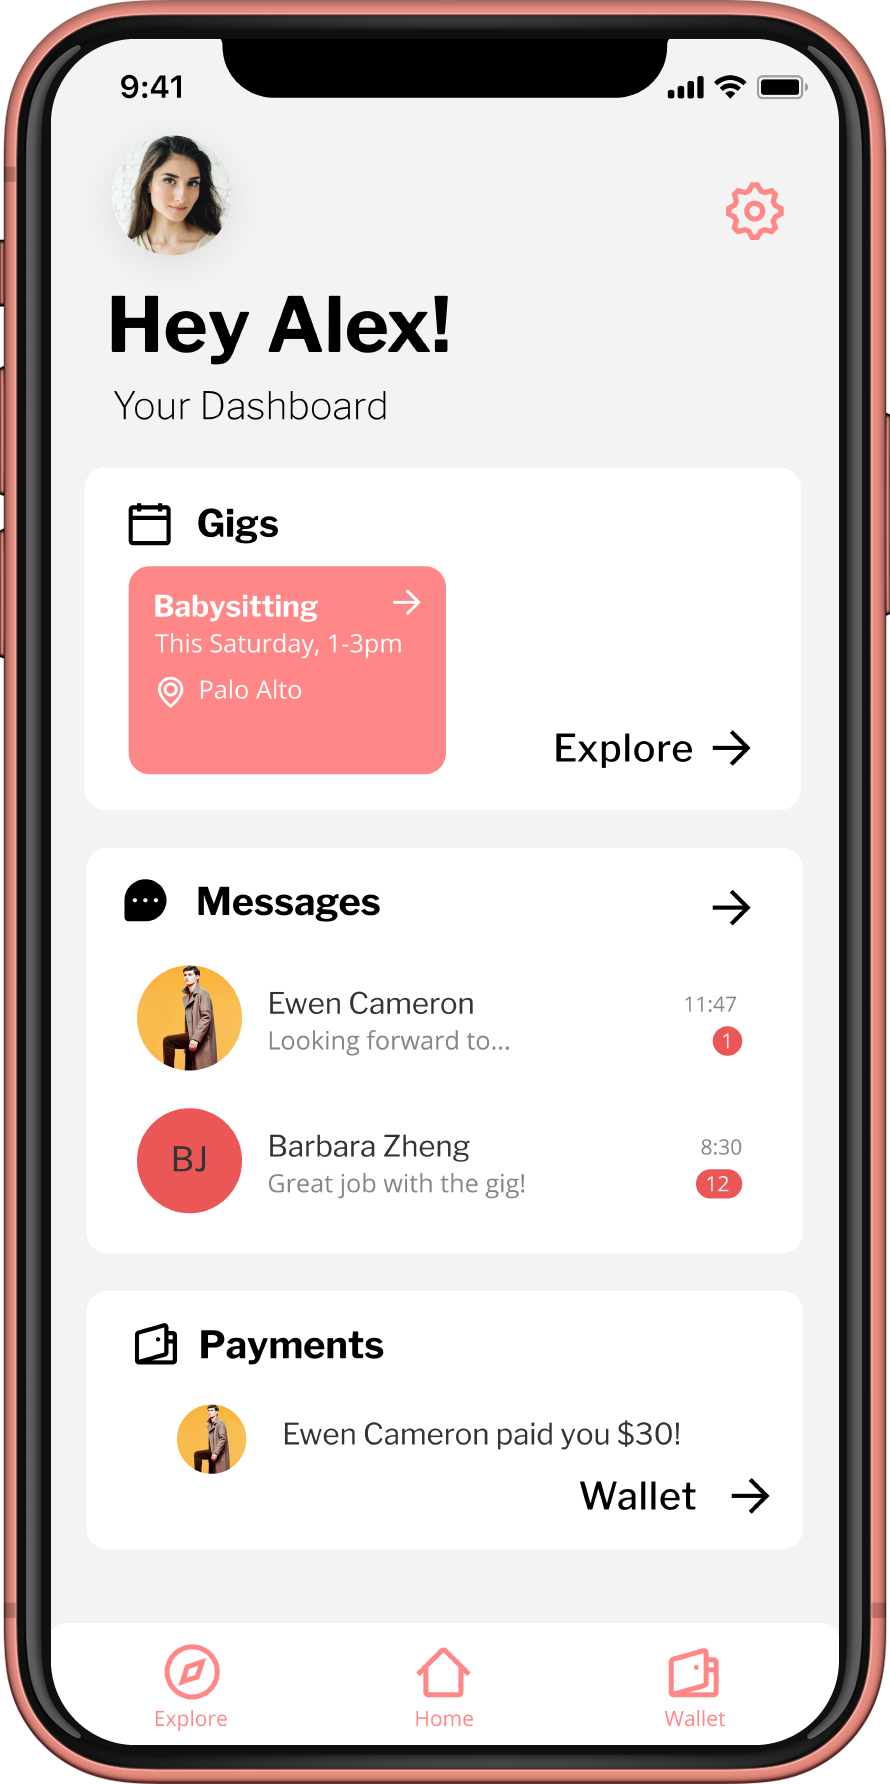 9:41
Hey Alex!
Your Dashboard
Gigs
Babysitting
This Saturday, 1-3pm
Palo Alto
Explore
Messages
Ewen Cameron 11:47
Looking forward to... 1
BJ
Barbara Zheng 8:30
Great job with the gig! 12
Payments
Ewen Cameron paid you $30!
Wallet
Explore Home Wallet